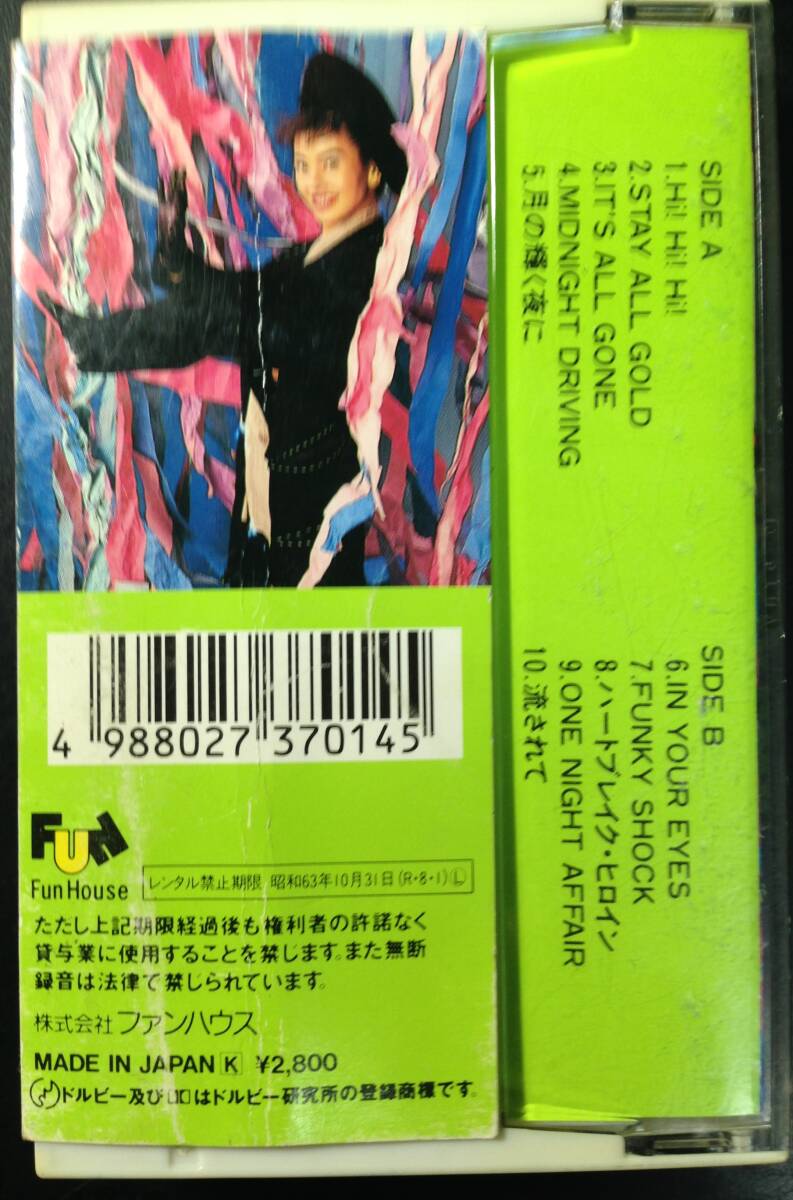 SIDE A
1.Hi! Hi! Hi!
2.STAY ALL GOLD
3.IT'S ALL GONE
4.MIDNIGHT DRIVING
5.月の輝く夜に
SIDE B
6.IN YOUR EYES
7.FUNKY SHOCK
8.ハートブレイク・ヒロイン
9.ONE NIGHT AFFAIR
10.流されて
4 988027 370145
FUN
Fun House
レンタル禁止期限 昭和63年10月31日(R・8・1)Ⓛ
ただし上記期限経過後も権利者の許諾なく
貸与業に使用することを禁じます。また無断
録音は法律で禁じられています。
株式会社ファンハウス
MADE IN JAPAN K ¥2,800
ドルビー及び はドルビー研究所の登録商標です。